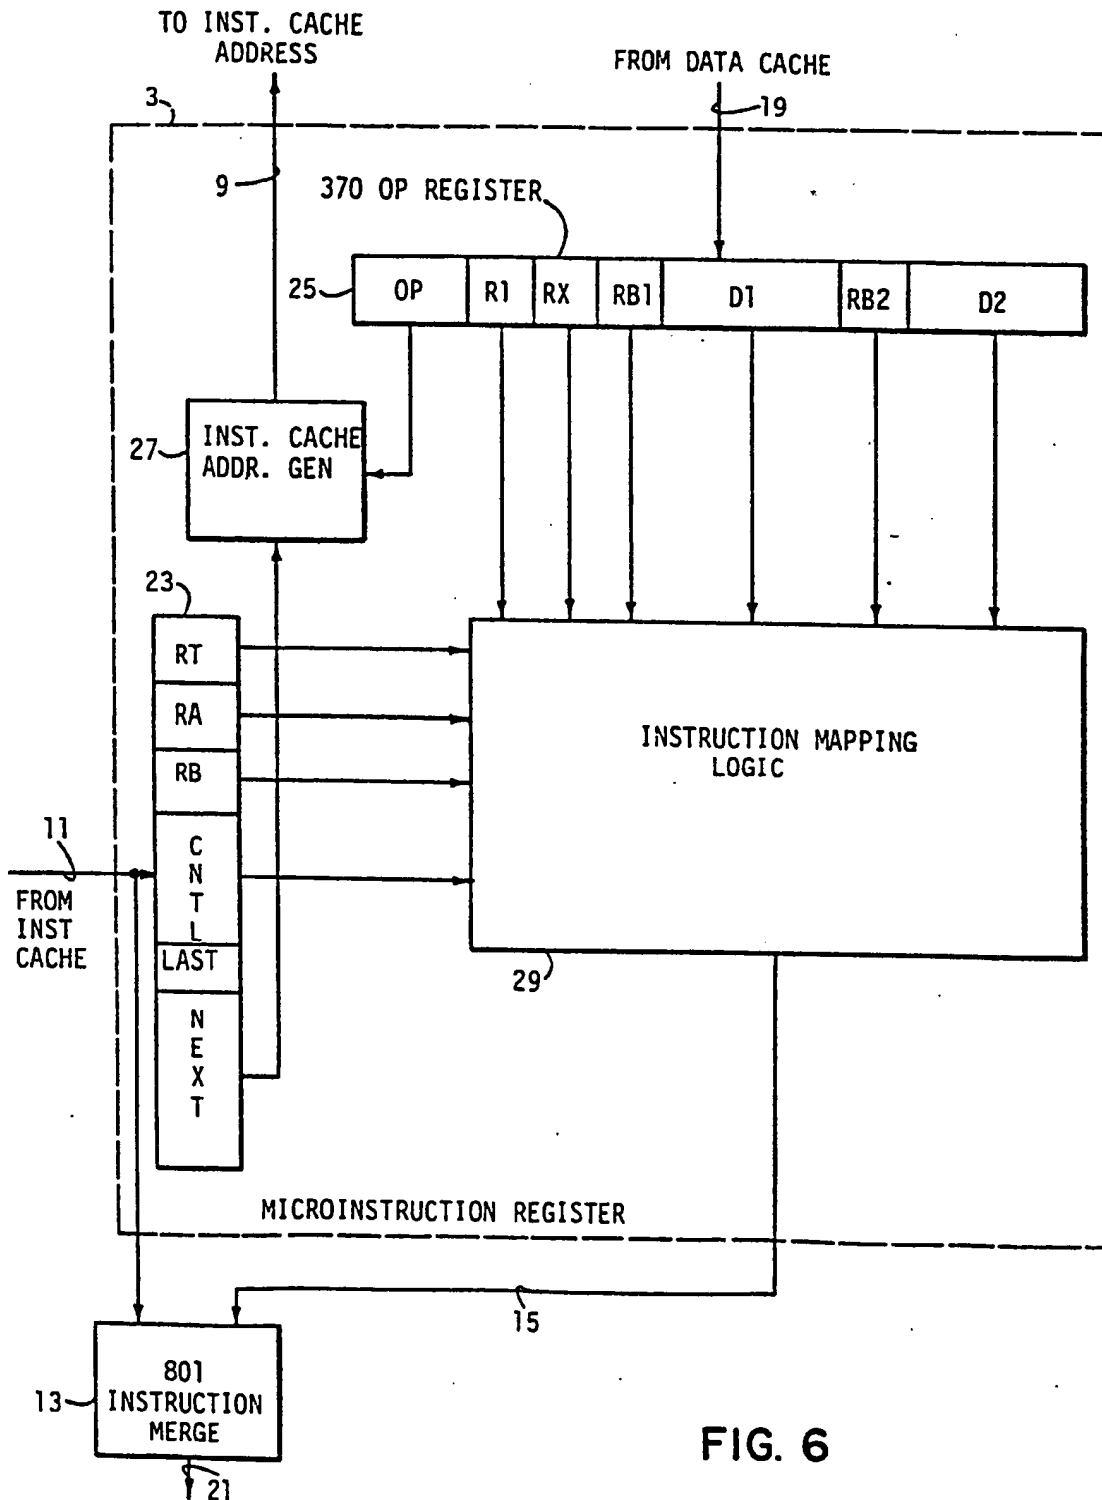 TO INST. CACHE
ADDRESS
FROM DATA CACHE
3
19
9
370 OP REGISTER
25
OP R1 RX RB1 D1 RB2 D2
27
INST. CACHE
ADDR. GEN
23
RT
RA
RB
CNTL
LAST
NEXT
INSTRUCTION MAPPING
LOGIC
11
FROM
INST
CACHE
29
MICROINSTRUCTION REGISTER
15
13
801
INSTRUCTION
MERGE
21
FIG. 6